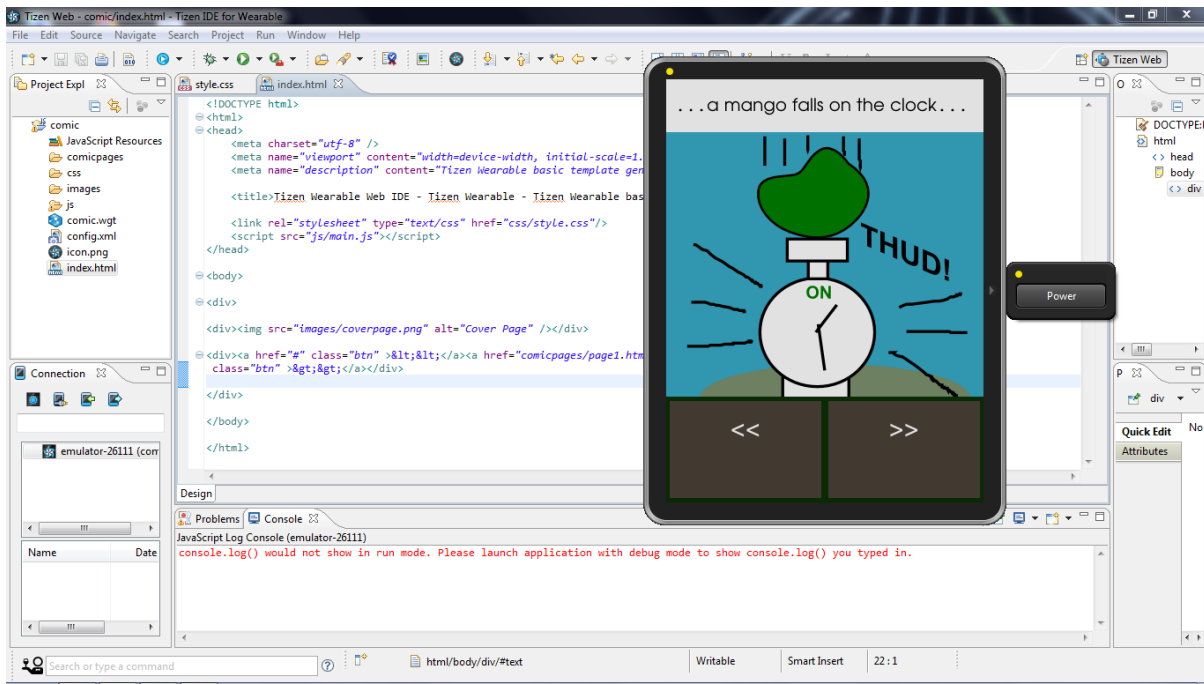 Tizen Web - comic/index.html - Tizen IDE for Wearable
File Edit Source Navigate Search Project Run Window Help
Tizen Web
Project Expl
style.css index.html
O
comic
JavaScript Resources
comicpages
css
images
js
comic.wgt
config.xml
icon.png
index.html
<!DOCTYPE html>
<html>
<head>
<meta charset="utf-8" />
<meta name="viewport" content="width=device-width, initial-scale=1.
<meta name="description" content="Tizen Wearable basic template gen
<title>Tizen Wearable Web IDE - Tizen Wearable - Tizen Wearable bas
<link rel="stylesheet" type="text/css" href="css/style.css"/>
<script src="js/main.js"></script>
</head>
<body>
<div>
<div><img src="images/coverpage.png" alt="Cover Page" /></div>
<div><a href="#" class="btn" >&lt;&lt;</a><a href="comicpages/page1.htm
class="btn" >&gt;&gt;</a></div>
</div>
</body>
</html>
Design
...a mango falls on the clock...
THUD!
ON
<< >>
Power
DOCTYPE:
html
head
body
div
P
div
Quick Edit
No
Attributes
Connection
emulator-26111 (com
Name Date
Problems Console
JavaScript Log Console (emulator-26111)
console.log() would not show in run mode. Please launch application with debug mode to show console.log() you typed in.
Search or type a command
html/body/div/#text
Writable
Smart Insert
22 : 1